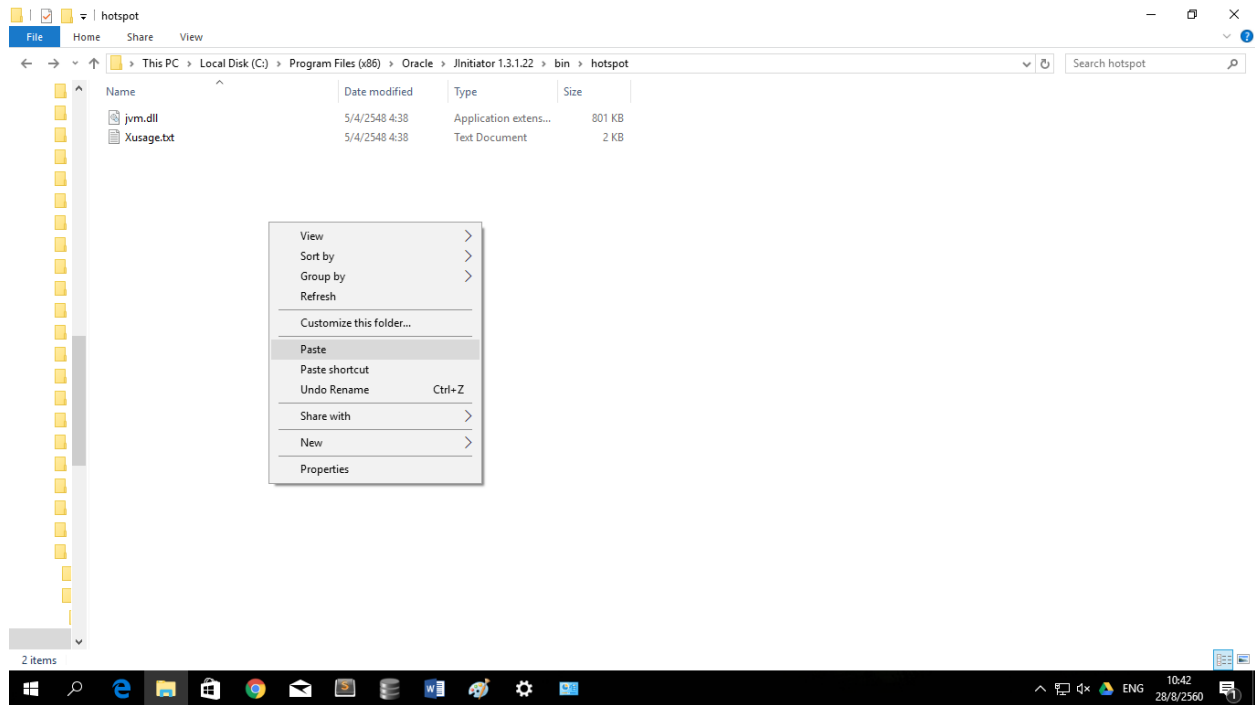 hotspot
File Home Share View
This PC > Local Disk (C:) > Program Files (x86) > Oracle > JInitiator 1.3.1.22 > bin > hotspot
Search hotspot
Name Date modified Type Size
jvm.dll 5/4/2548 4:38 Application extens... 801 KB
Xusage.txt 5/4/2548 4:38 Text Document 2 KB
View
Sort by
Group by
Refresh
Customize this folder...
Paste
Paste shortcut
Undo Rename Ctrl+Z
Share with
New
Properties
2 items
ENG
10:42
28/8/2560
1